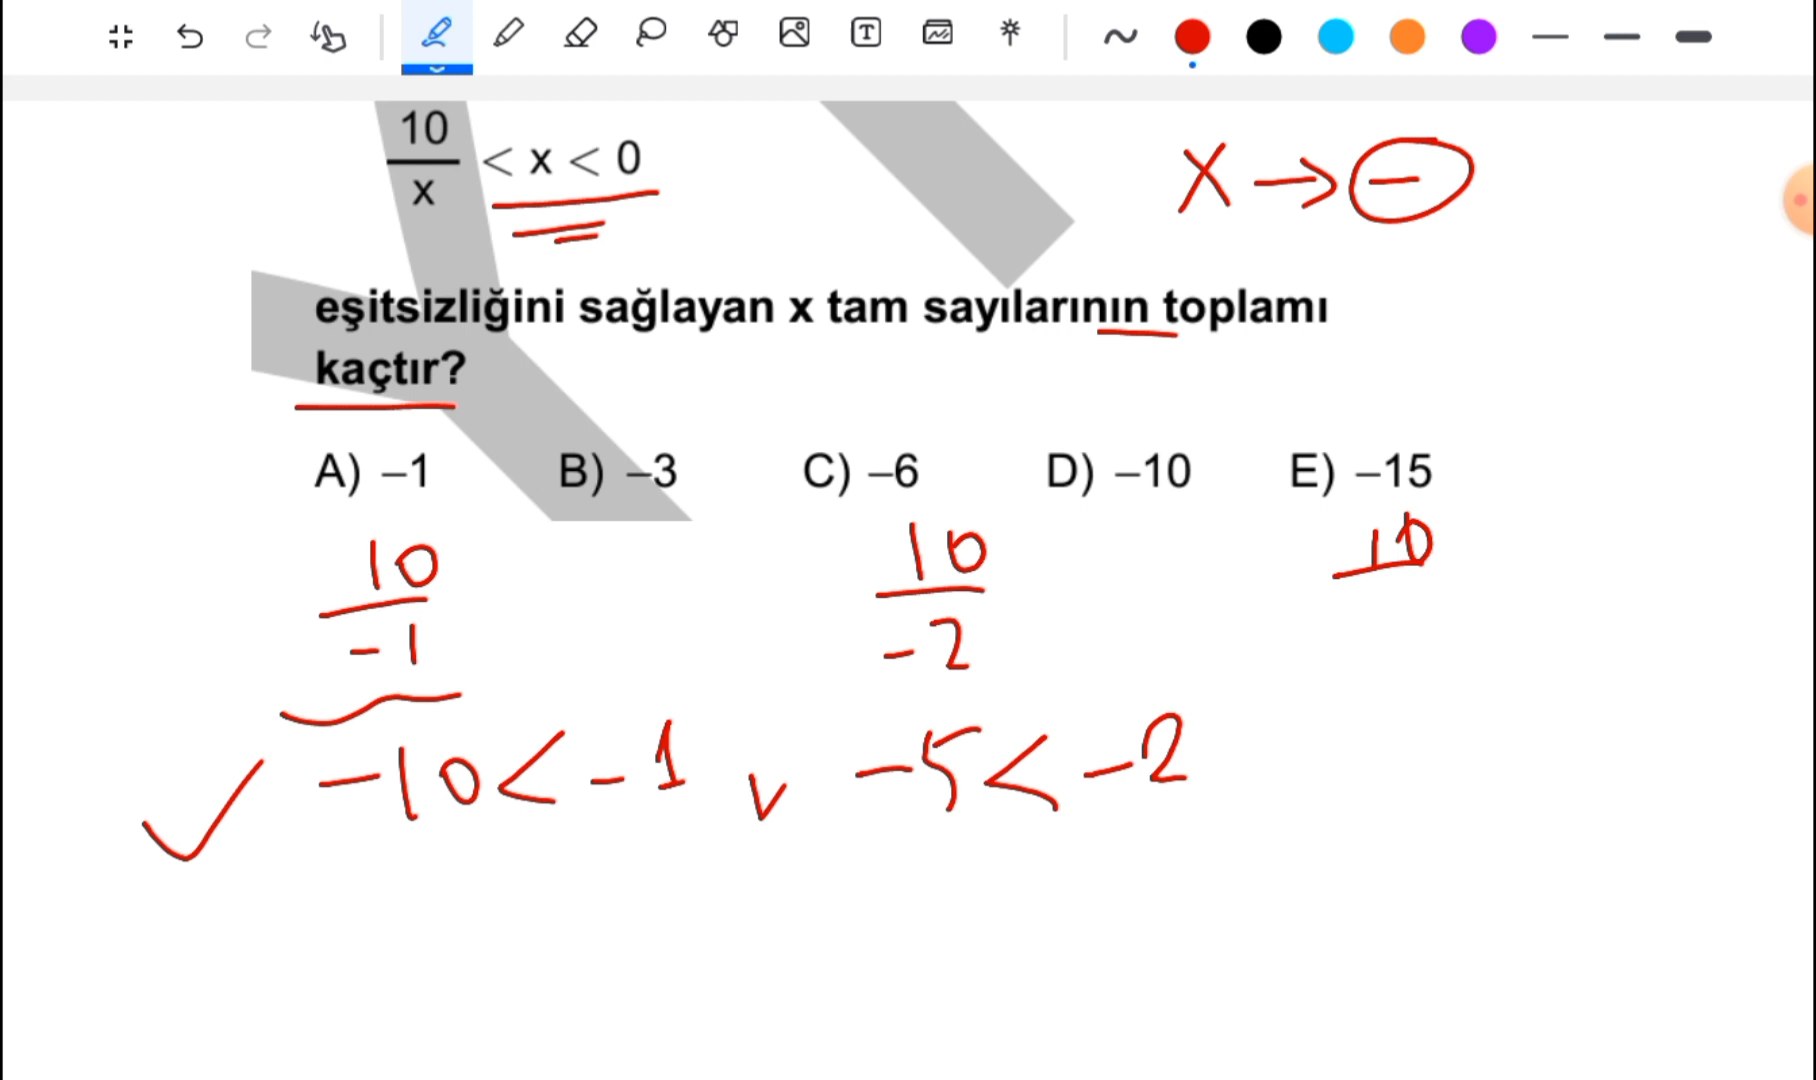 10
x
< x < 0
X → −
eşitsizliğini sağlayan x tam sayılarının toplamı
kaçtır?
A) –1 B) –3 C) –6 D) –10 E) –15
10
-1
10
-2
10
-10 < -1
-5 < -2